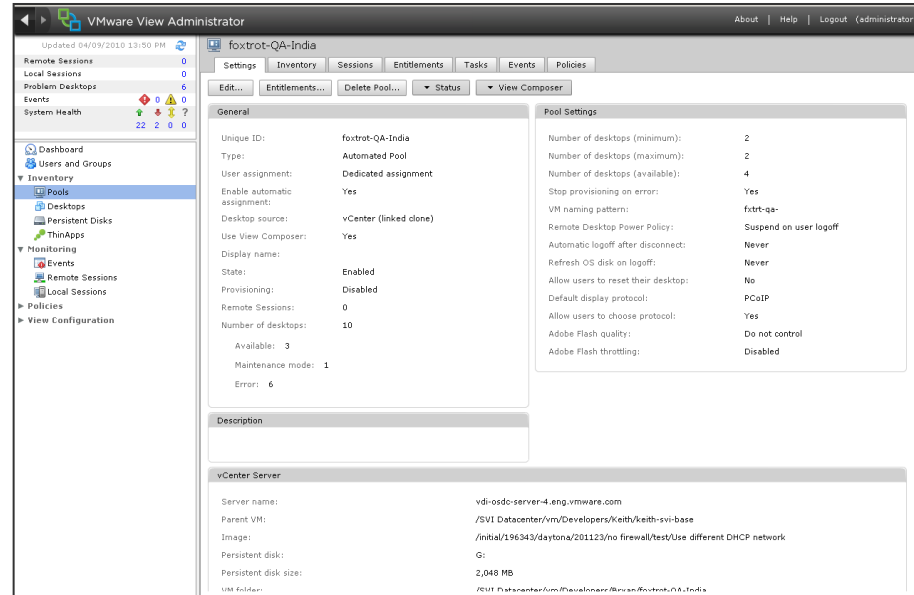 VMware View Administrator
About | Help | Logout (administrator
Updated 04/09/2010 13:50 PM
Remote Sessions 0
Local Sessions 0
Problem Desktops 6
Events 0 0
System Health ?
22 2 0 0
Dashboard
Users and Groups
Inventory
Pools
Desktops
Persistent Disks
ThinApps
Monitoring
Events
Remote Sessions
Local Sessions
Policies
View Configuration
foxtrot-QA-India
Settings Inventory Sessions Entitlements Tasks Events Policies
Edit... Entitlements... Delete Pool... Status View Composer
General
Unique ID: foxtrot-QA-India
Type: Automated Pool
User assignment: Dedicated assignment
Enable automatic Yes
assignment:
Desktop source: vCenter (linked clone)
Use View Composer: Yes
Display name:
State: Enabled
Provisioning: Disabled
Remote Sessions: 0
Number of desktops: 10
Available: 3
Maintenance mode: 1
Error: 6
Pool Settings
Number of desktops (minimum): 2
Number of desktops (maximum): 2
Number of desktops (available): 4
Stop provisioning on error: Yes
VM naming pattern: fxtrt-qa-
Remote Desktop Power Policy: Suspend on user logoff
Automatic logoff after disconnect: Never
Refresh OS disk on logoff: Never
Allow users to reset their desktop: No
Default display protocol: PCoIP
Allow users to choose protocol: Yes
Adobe Flash quality: Do not control
Adobe Flash throttling: Disabled
Description
vCenter Server
Server name: vdi-osdc-server-4.eng.vmware.com
Parent VM: /SVI Datacenter/vm/Developers/Keith/keith-svi-base
Image: /initial/196343/daytona/201123/no firewall/test/Use different DHCP network
Persistent disk: G:
Persistent disk size: 2,048 MB
VM folder: /SVI Datacenter/vm/Developers/Bryan/foxtrot-QA-India